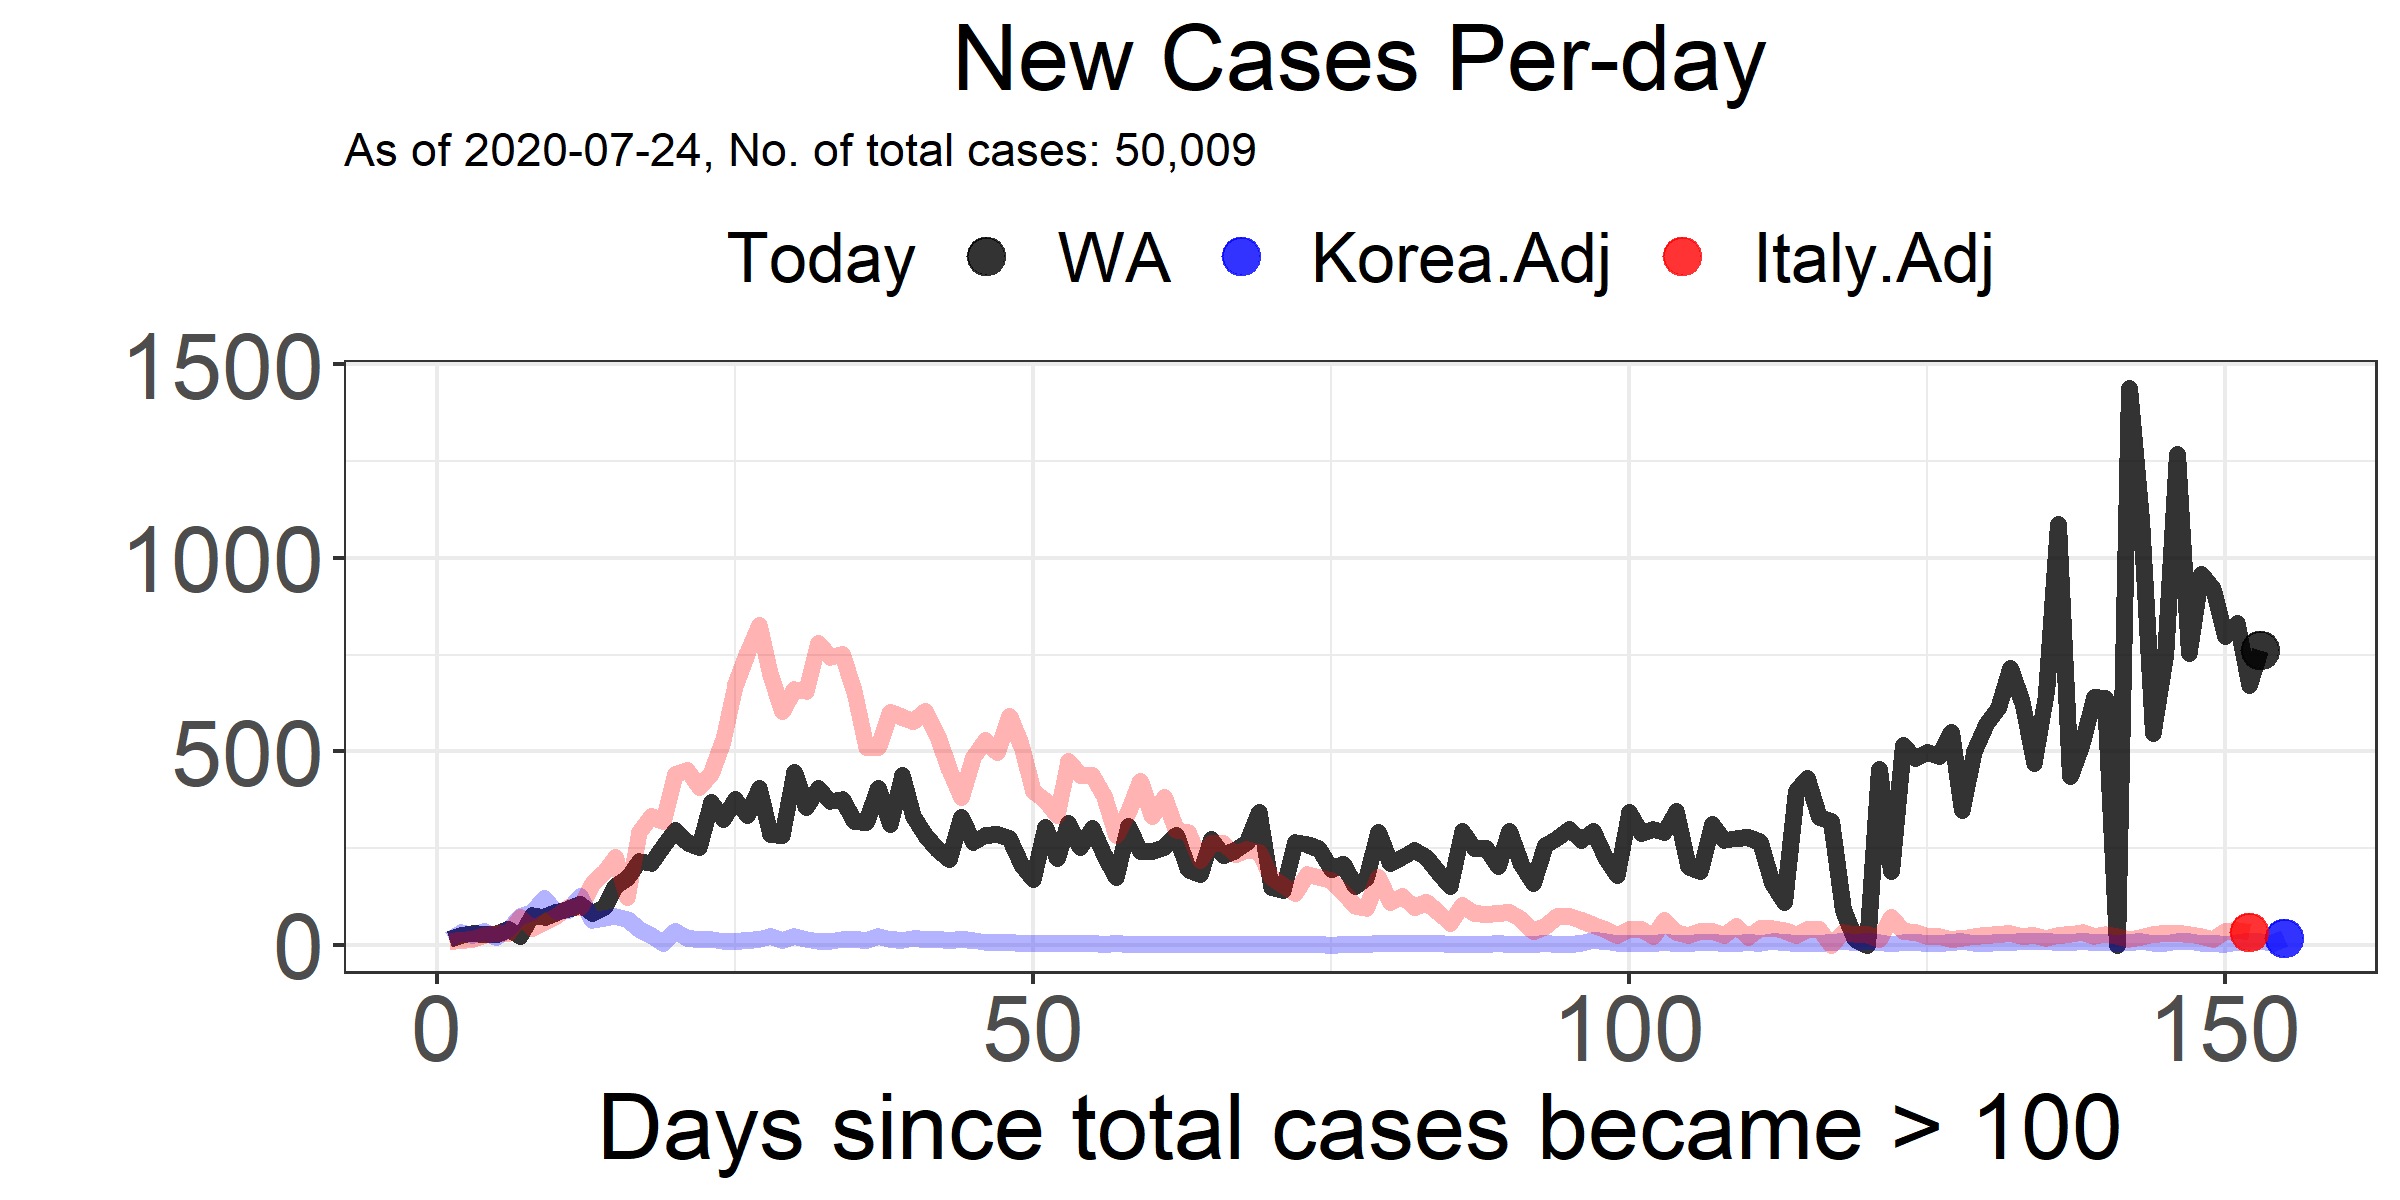 New Cases Per-day
As of 2020-07-24, No. of total cases: 50,009
Today WA Korea.Adj Italy.Adj
1500
1000
500
0
0 50 100 150
Days since total cases became > 100